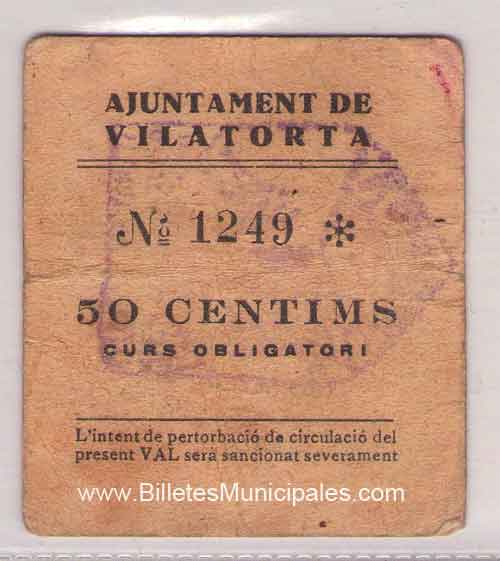 AJUNTAMENT DE
VILATORTA
Nº 1249 *
50 CENTIMS
CURS OBLIGATORI
L'intent de pertorbació de circulació del
present VAL serà sancionat severament
www.BilletesMunicipales.com